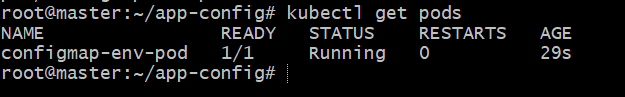 root@master:~/app-config# kubectl get pods
NAME READY STATUS RESTARTS AGE
configmap-env-pod 1/1 Running 0 29s
root@master:~/app-config#